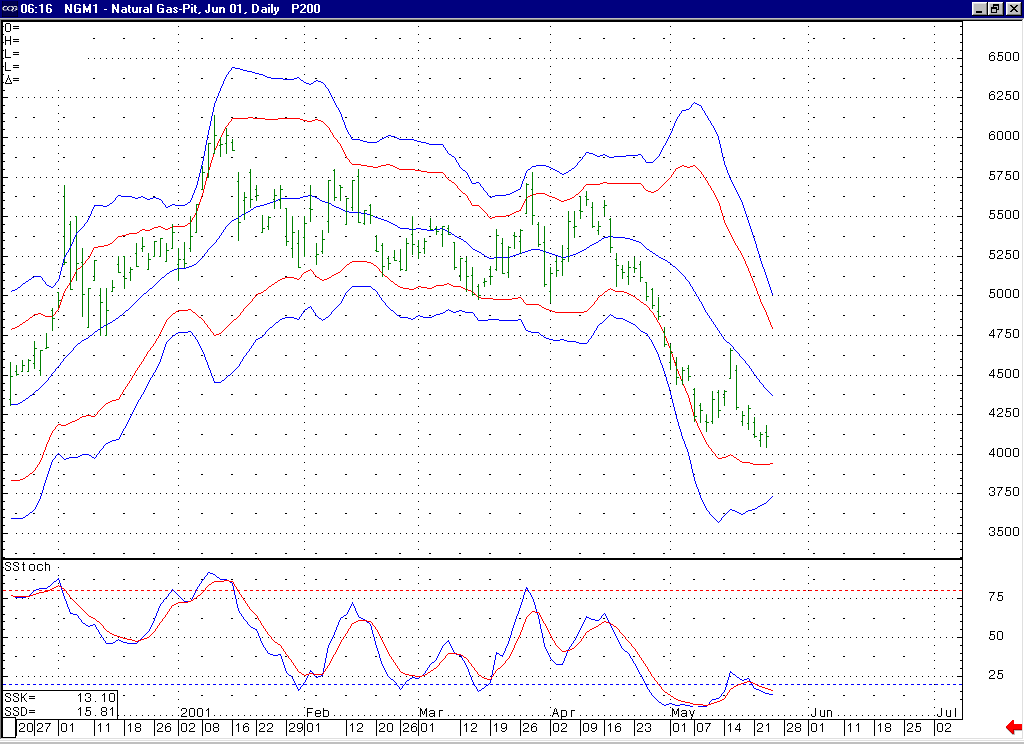 CQG 06:16 NGM1 - Natural Gas-Pit, Jun 01, Daily P200
O=
H=
L=
L=
Δ=
6500
6250
6000
5750
5500
5250
5000
4750
4500
4250
4000
3750
3500
SStoch
75
50
25
SSK= 13.10
SSD= 15.81
2001 Feb Mar Apr May Jun Jul
20 27 01 11 18 26 02 08 16 22 29 01 12 20 26 01 12 19 26 02 09 16 23 01 07 14 21 28 01 11 18 25 02